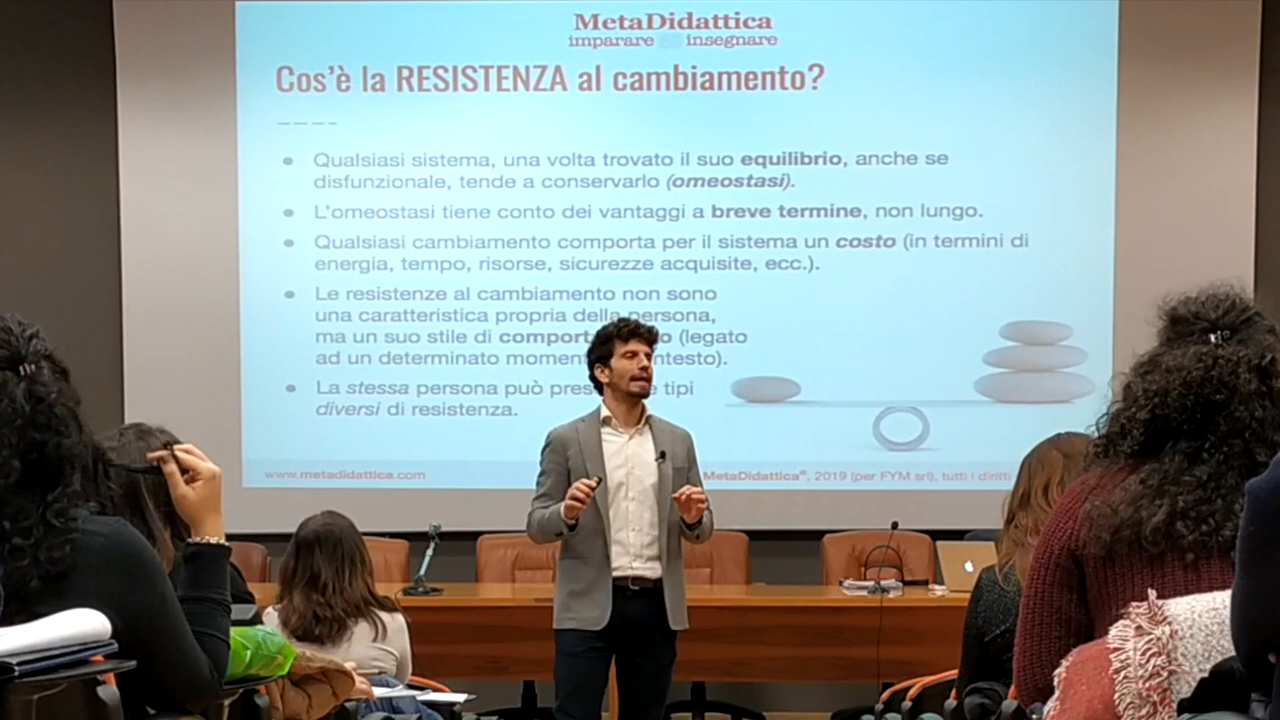 MetaDidattica
imparare insegnare
Cos'è la RESISTENZA al cambiamento?
Qualsiasi sistema, una volta trovato il suo equilibrio, anche se
disfunzionale, tende a conservarlo (omeostasi).
L'omeostasi tiene conto dei vantaggi a breve termine, non lungo.
Qualsiasi cambiamento comporta per il sistema un costo (in termini di
energia, tempo, risorse, sicurezze acquisite, ecc.).
Le resistenze al cambiamento non sono
una caratteristica propria della persona,
ma un suo stile di (legato
ad un determinato
La stessa persona può tipi
diversi di resistenza.
www.metadidattica.com
MetaDidattica®, 2019 (per FYM srl), tutti i diritti